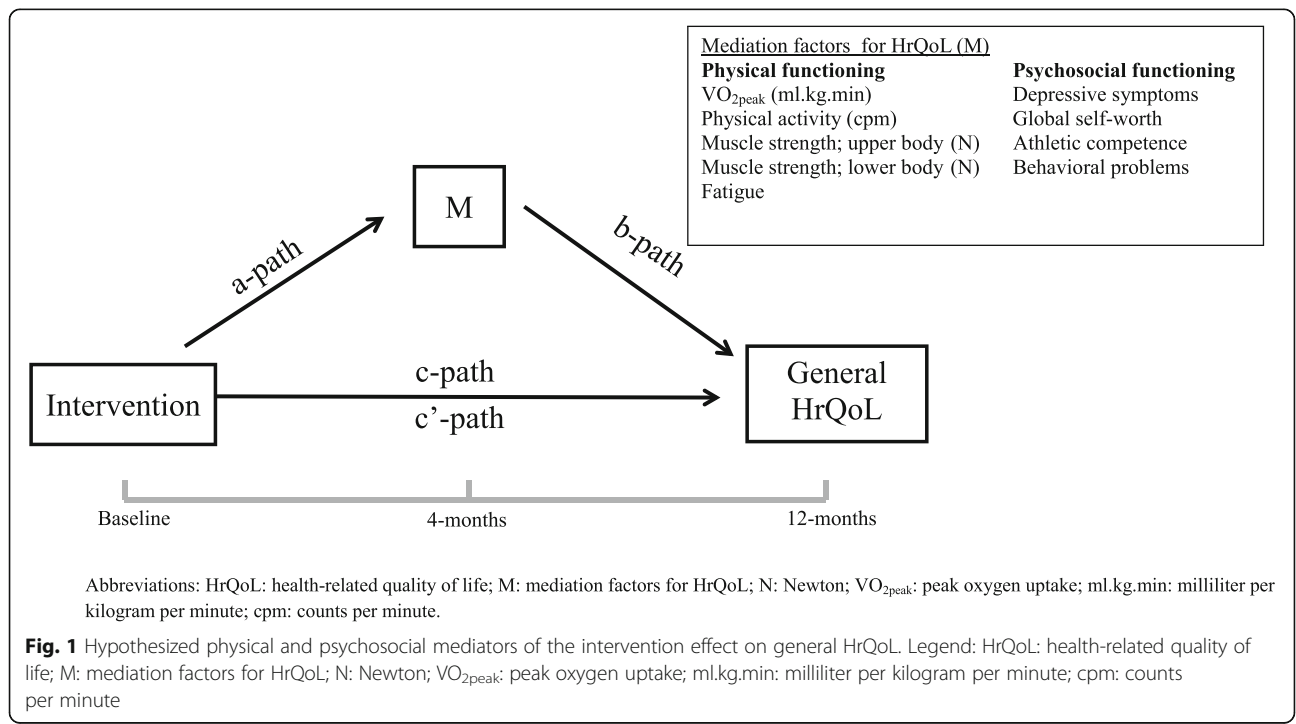 Mediation factors for HrQoL (M)
Physical functioning
VO2peak (ml.kg.min)
Physical activity (cpm)
Muscle strength; upper body (N)
Muscle strength; lower body (N)
Fatigue
Psychosocial functioning
Depressive symptoms
Global self-worth
Athletic competence
Behavioral problems
M
a-path
b-path
Intervention
c-path
c’-path
General
HrQoL
Baseline
4-months
12-months
Abbreviations: HrQoL: health-related quality of life; M: mediation factors for HrQoL; N: Newton; VO2peak: peak oxygen uptake; ml.kg.min: milliliter per
kilogram per minute; cpm: counts per minute.
Fig. 1 Hypothesized physical and psychosocial mediators of the intervention effect on general HrQoL. Legend: HrQoL: health-related quality of
life; M: mediation factors for HrQoL; N: Newton; VO2peak: peak oxygen uptake; ml.kg.min: milliliter per kilogram per minute; cpm: counts
per minute